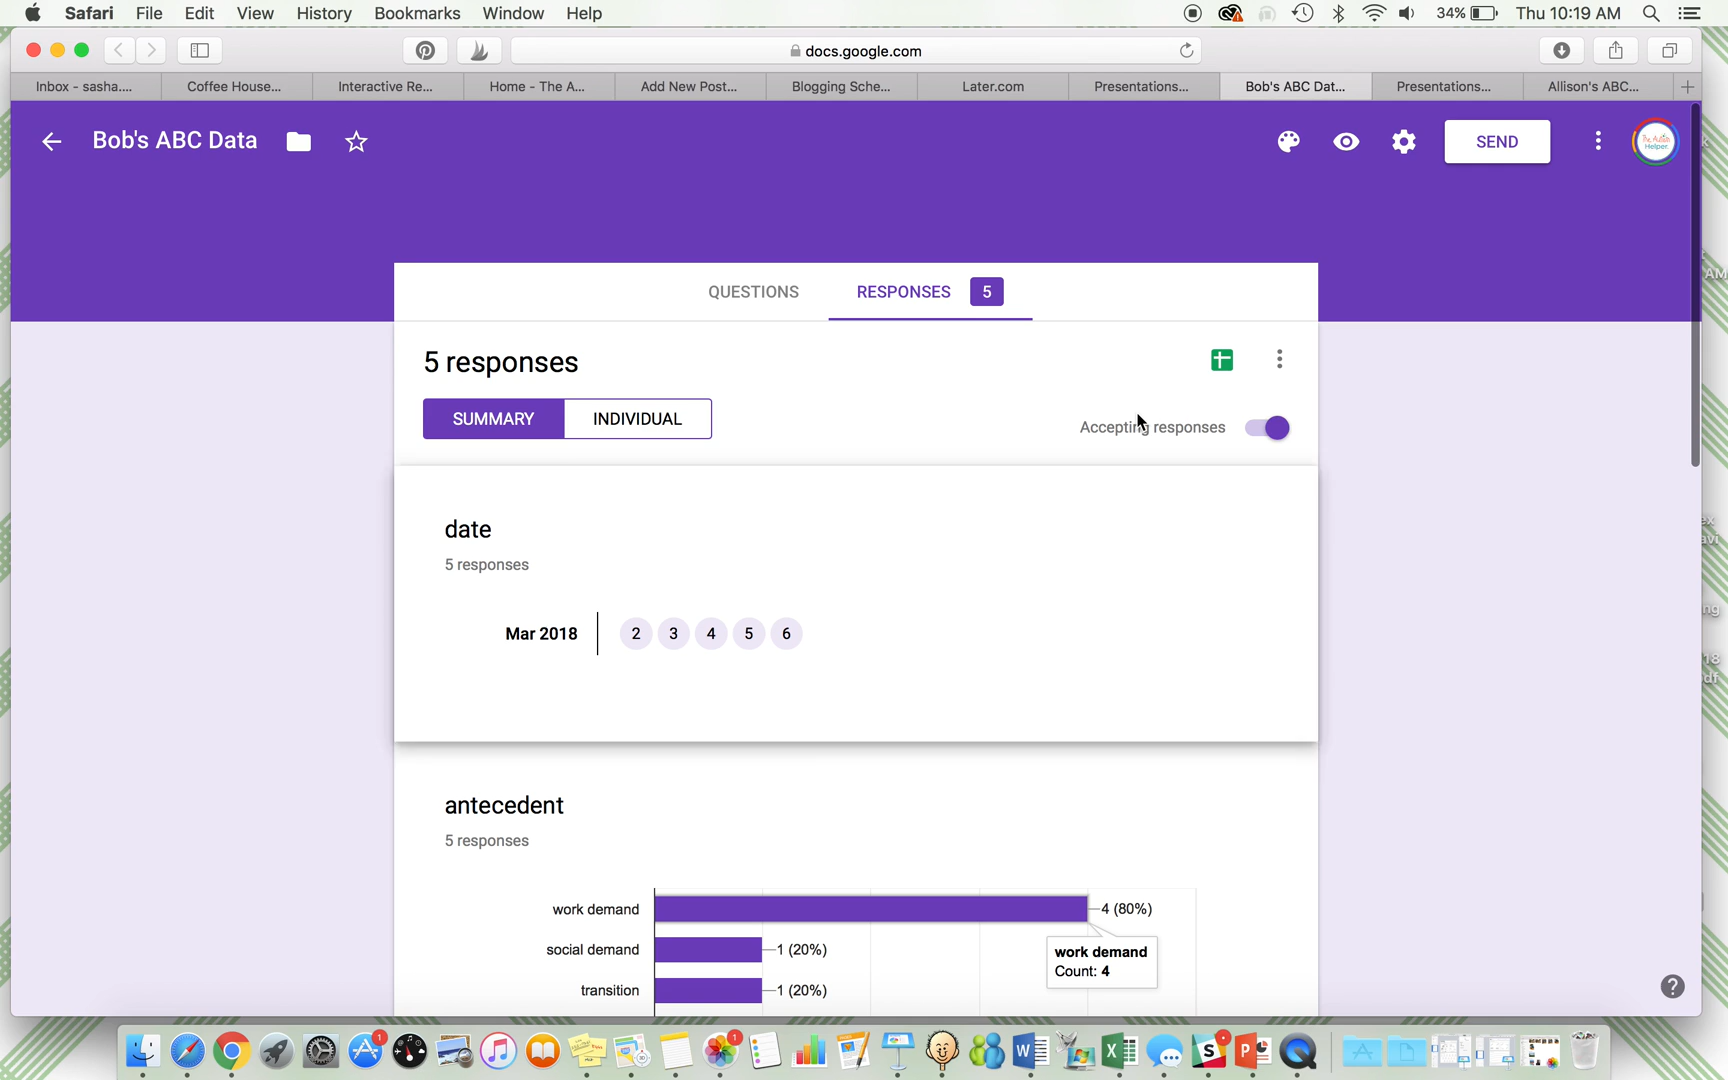 Safari File Edit View History Bookmarks Window Help 34% Thu 10:19 AM
docs.google.com
Inbox - sasha.... Coffee House... Interactive Re... Home - The A... Add New Post... Blogging Sche... Later.com Presentations... Bob's ABC Dat... Presentations... Allison's ABC...
Bob's ABC Data SEND
The Autism Helper
QUESTIONS RESPONSES 5
5 responses
SUMMARY INDIVIDUAL
Accepting responses
date
5 responses
Mar 2018 2 3 4 5 6
antecedent
5 responses
work demand 4 (80%)
social demand 1 (20%)
work demand
Count: 4
transition 1 (20%)